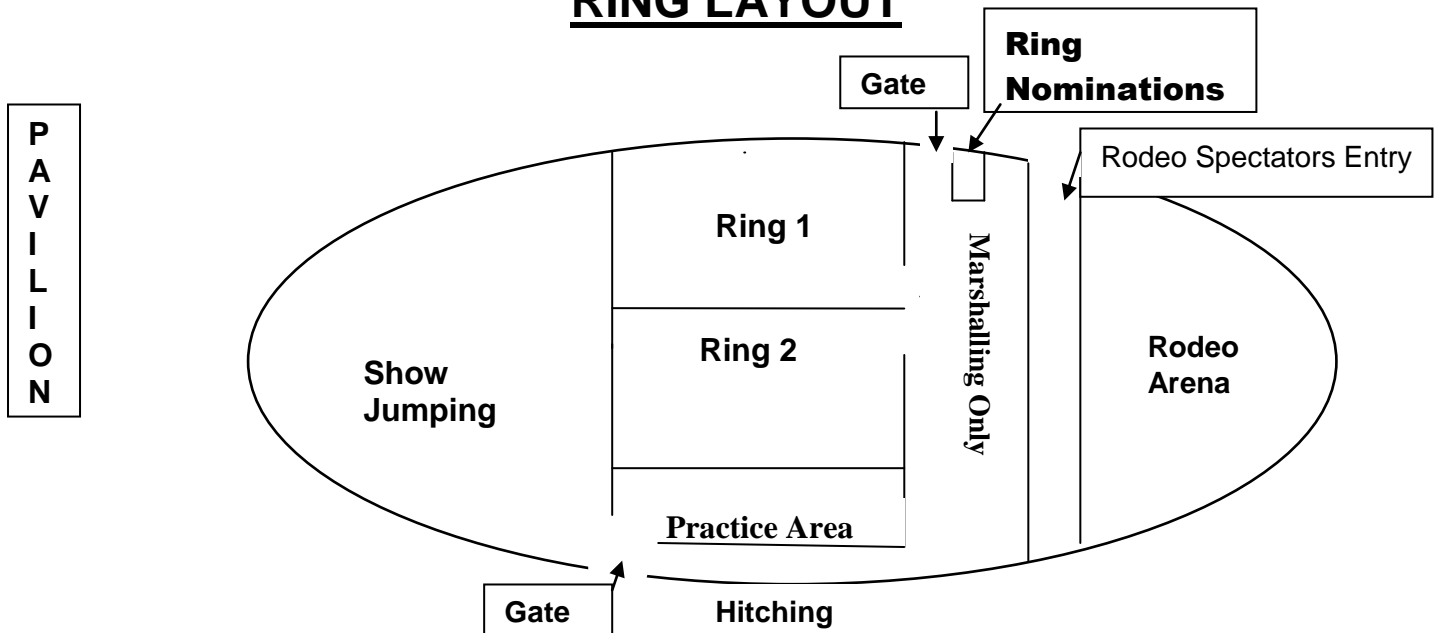 RING LAYOUT
Ring
Nominations
Gate
Rodeo Spectators Entry
P
A
V
I
L
I
O
N
Ring 1
Ring 2
Marshalling Only
Show
Jumping
Rodeo
Arena
Practice Area
Gate
Hitching